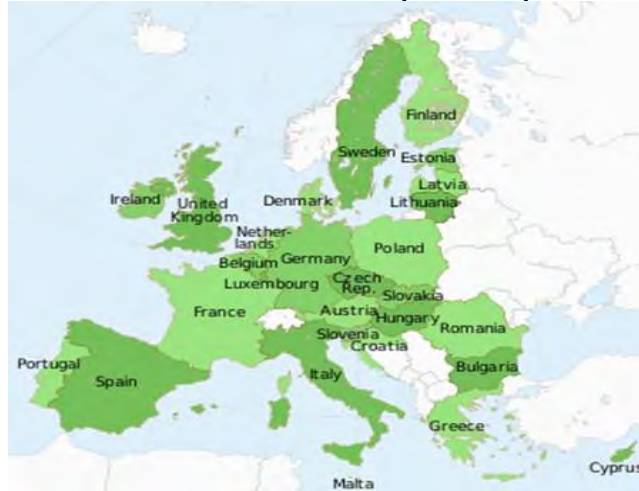 Finland
Sweden
Estonia
Latvia
Lithuania
Ireland
United
Kingdom
Denmark
Nether-
lands
Belgium
Germany
Poland
Luxembourg
Czech
Rep.
Slovakia
France
Austria
Hungary
Slovenia
Romania
Croatia
Portugal
Spain
Italy
Bulgaria
Greece
Malta
Cyprus